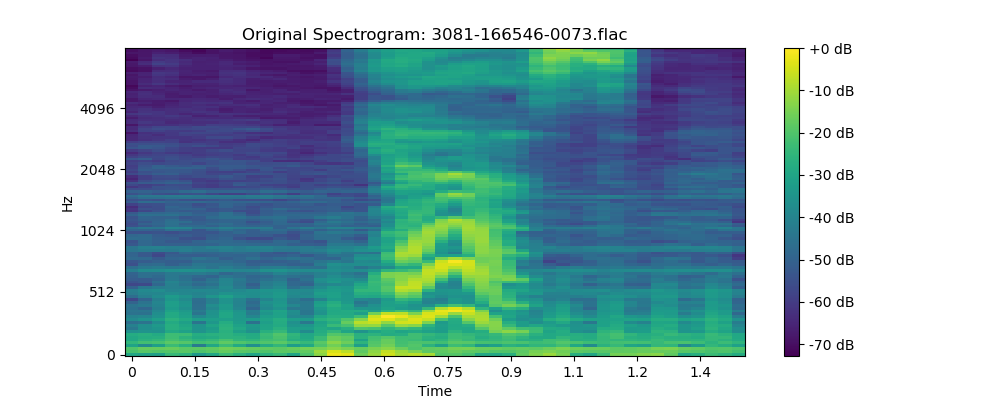 Original Spectrogram: 3081-166546-0073.flac
Hz
4096
2048
1024
512
0
0 0.15 0.3 0.45 0.6 0.75 0.9 1.1 1.2 1.4
Time
+0 dB
-10 dB
-20 dB
-30 dB
-40 dB
-50 dB
-60 dB
-70 dB